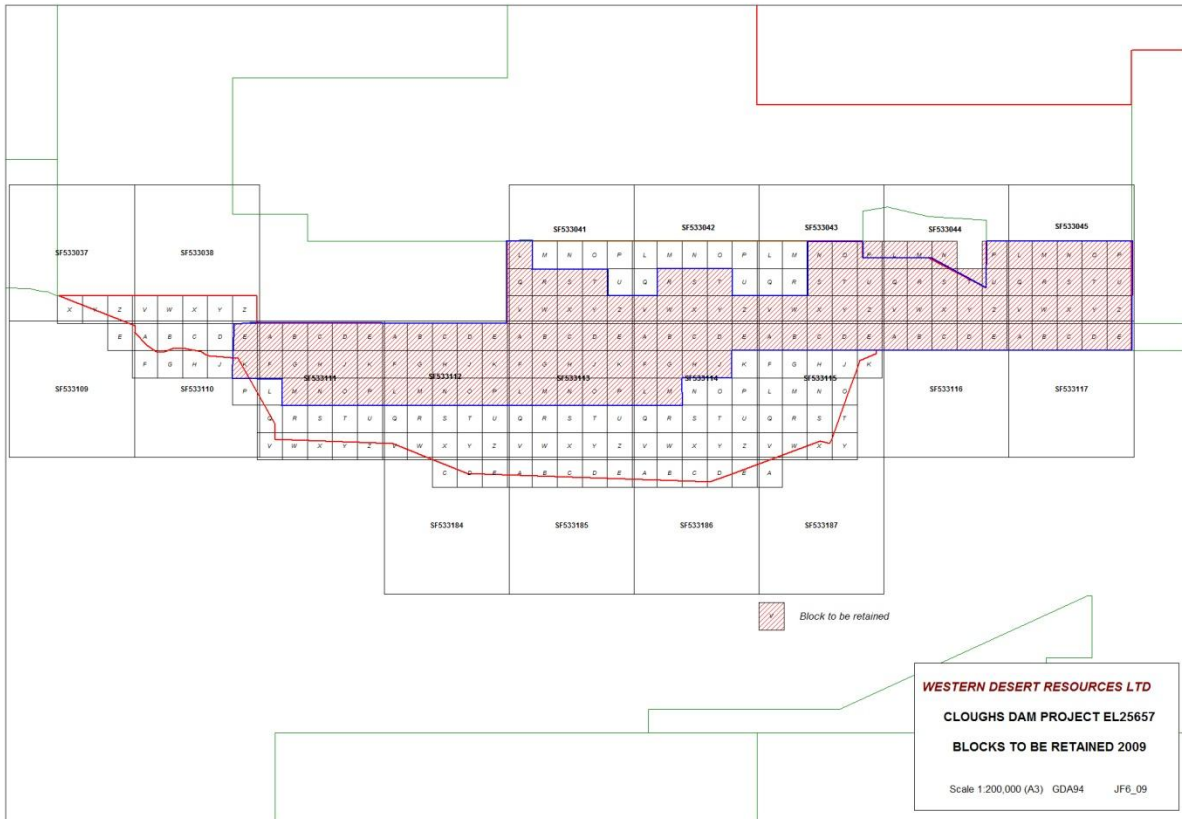 SF533041 SF533042 SF533043 SF533044 SF533045
SF533037 SF533038
L M N O P L M N O P L M N O P L M N P L M N O P
Q R S T U Q R S T U Q R S T U Q R S T U Q R S T U
X Y Z V W X Y Z W X Y Z V W X Y Z V W Z V W X Y Z V W X Y Z
E A B C D E A B C D E A B C D E A B C D E A B C D E A B C D E A B C D E A B C D E
F G H J K F G H J K F G H J K F G H J K F G H J K F G H J K
SF533109 SF533110 SF533111 SF533112 SF533113 SF533114 SF533115 SF533116 SF533117
P L M N O P L M N O P L M N O P L M N O P L M N O
Q R S T U Q R S T U Q R S T U Q R S T U Q R S T
V W X Y Z V W X Y Z V W X Y Z V W X Y Z V W X Y
C D E A B C D E A B C D E A
SF533184 SF533185 SF533186 SF533187
V Block to be retained
WESTERN DESERT RESOURCES LTD
CLOUGHS DAM PROJECT EL25657
BLOCKS TO BE RETAINED 2009
Scale 1:200,000 (A3) GDA94 JF6_09